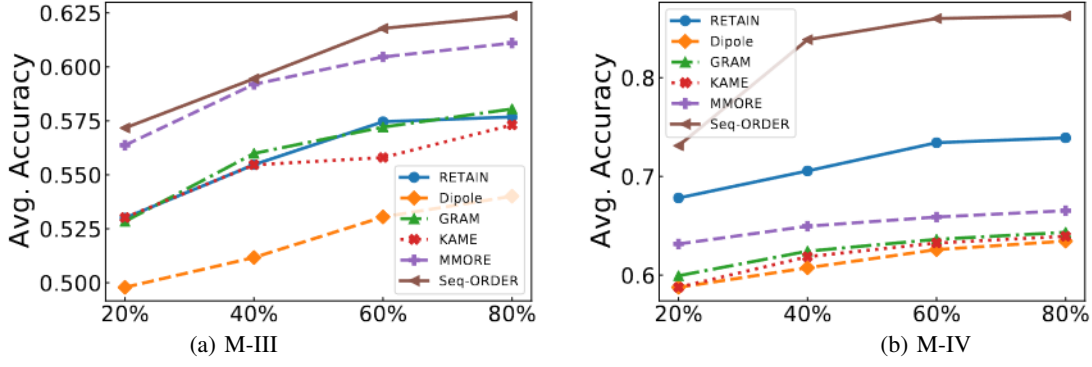 Avg. Accuracy
0.625
0.600
0.575
0.550
0.525
0.500
RETAIN
Dipole
GRAM
KAME
MMORE
Seq-ORDER
20% 40% 60% 80%
(a) M-III
Avg. Accuracy
0.8
0.7
0.6
RETAIN
Dipole
GRAM
KAME
MMORE
Seq-ORDER
20% 40% 60% 80%
(b) M-IV